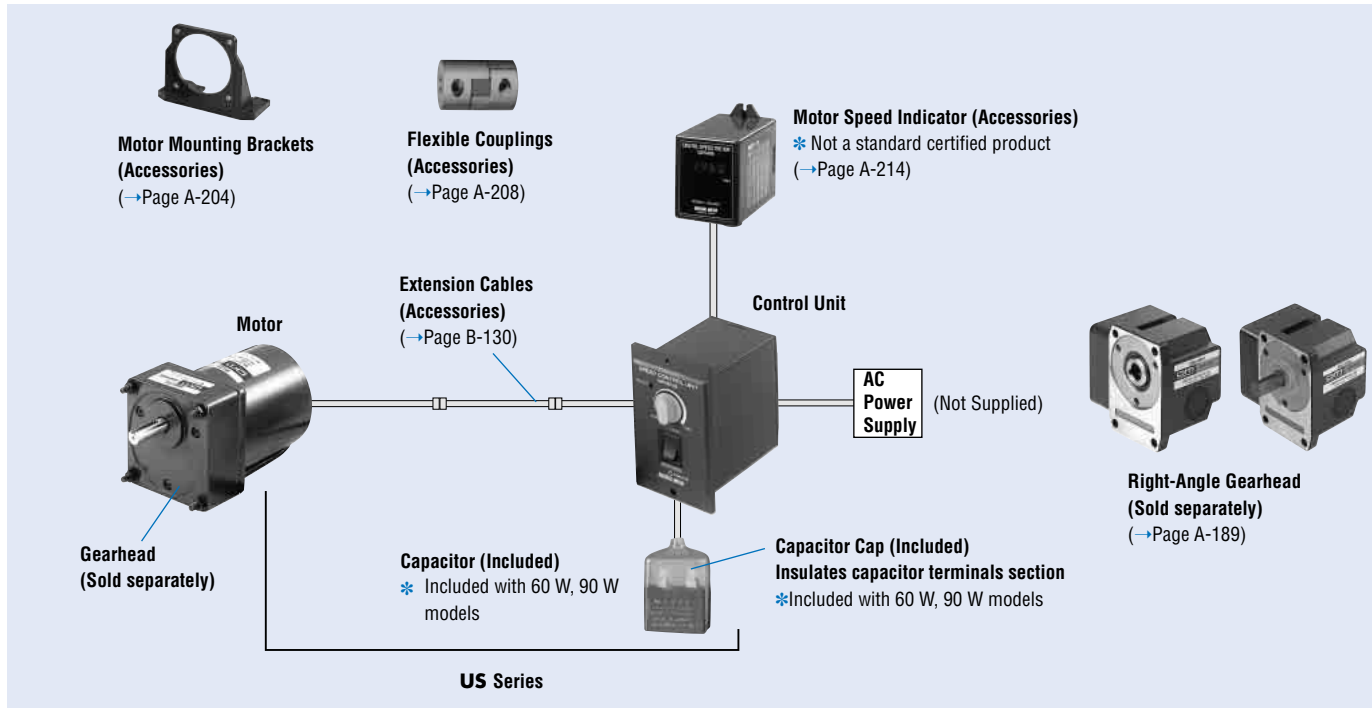 Motor Mounting Brackets
(Accessories)
(→Page A-204)
Flexible Couplings
(Accessories)
(→Page A-208)
Motor Speed Indicator (Accessories)
✻ Not a standard certified product
(→Page A-214)
Extension Cables
(Accessories)
(→Page B-130)
Control Unit
Motor
SPEED CONTROL UNIT
AC
Power
Supply
(Not Supplied)
Right-Angle Gearhead
(Sold separately)
(→Page A-189)
Gearhead
(Sold separately)
Capacitor (Included)
✻ Included with 60 W, 90 W
models
Capacitor Cap (Included)
Insulates capacitor terminals section
✻Included with 60 W, 90 W models
US Series